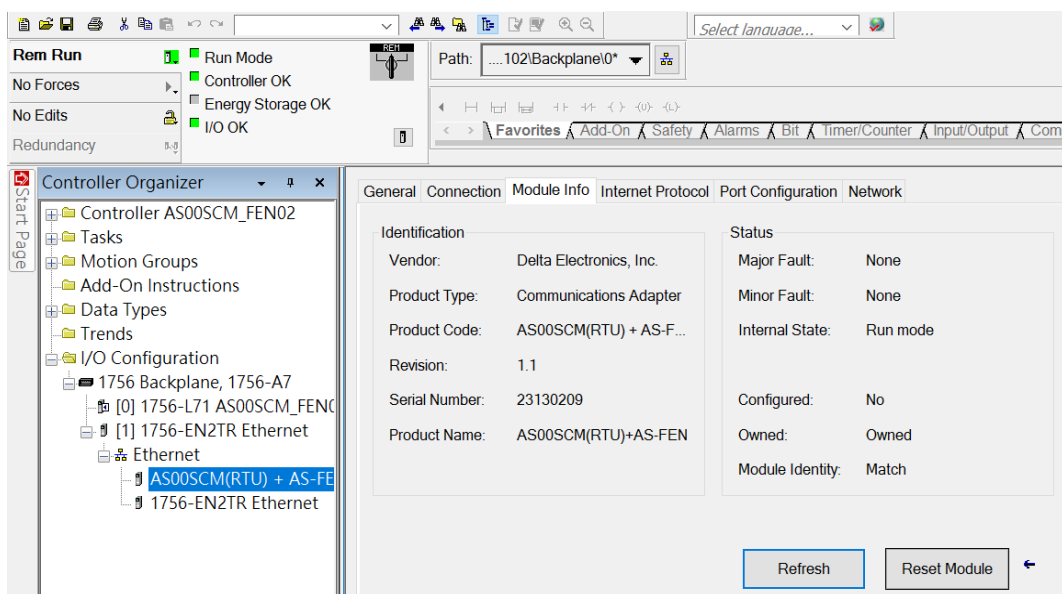 Select language...
Rem Run
Run Mode
REM
Path: ....102\Backplane\0*
No Forces
Controller OK
Energy Storage OK
No Edits
I/O OK
Redundancy
Favorites Add-On Safety Alarms Bit Timer/Counter Input/Output Com
Start Page
Controller Organizer
Controller AS00SCM_FEN02
Tasks
Motion Groups
Add-On Instructions
Data Types
Trends
I/O Configuration
1756 Backplane, 1756-A7
[0] 1756-L71 AS00SCM_FEN0
[1] 1756-EN2TR Ethernet
Ethernet
AS00SCM(RTU) + AS-FE
1756-EN2TR Ethernet
General Connection Module Info Internet Protocol Port Configuration Network
Identification
Vendor: Delta Electronics, Inc.
Product Type: Communications Adapter
Product Code: AS00SCM(RTU) + AS-F...
Revision: 1.1
Serial Number: 23130209
Product Name: AS00SCM(RTU)+AS-FEN
Status
Major Fault: None
Minor Fault: None
Internal State: Run mode
Configured: No
Owned: Owned
Module Identity: Match
Refresh
Reset Module